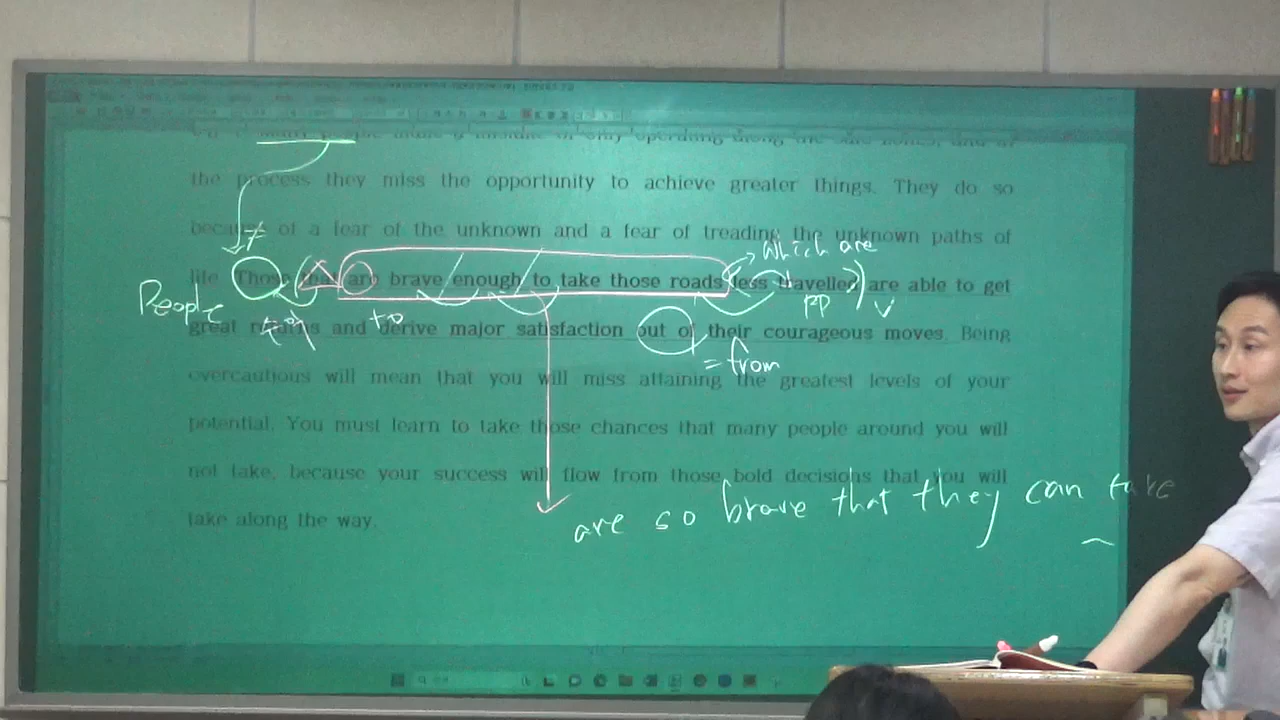 the process they miss the opportunity to achieve greater things. They do so
because of a fear of the unknown and a fear of treading the unknown paths of
which are
life Those that are brave enough to take those roads less travelled are able to get
People
pp
v
to
great and derive major satisfaction out of their courageous moves. Being
= from
overcautious will mean that you will miss attaining the greatest levels of your
potential. You must learn to take those chances that many people around you will
not take, because your success will flow from those bold decisions that you will
are so brave that they can take ~
take along the way.